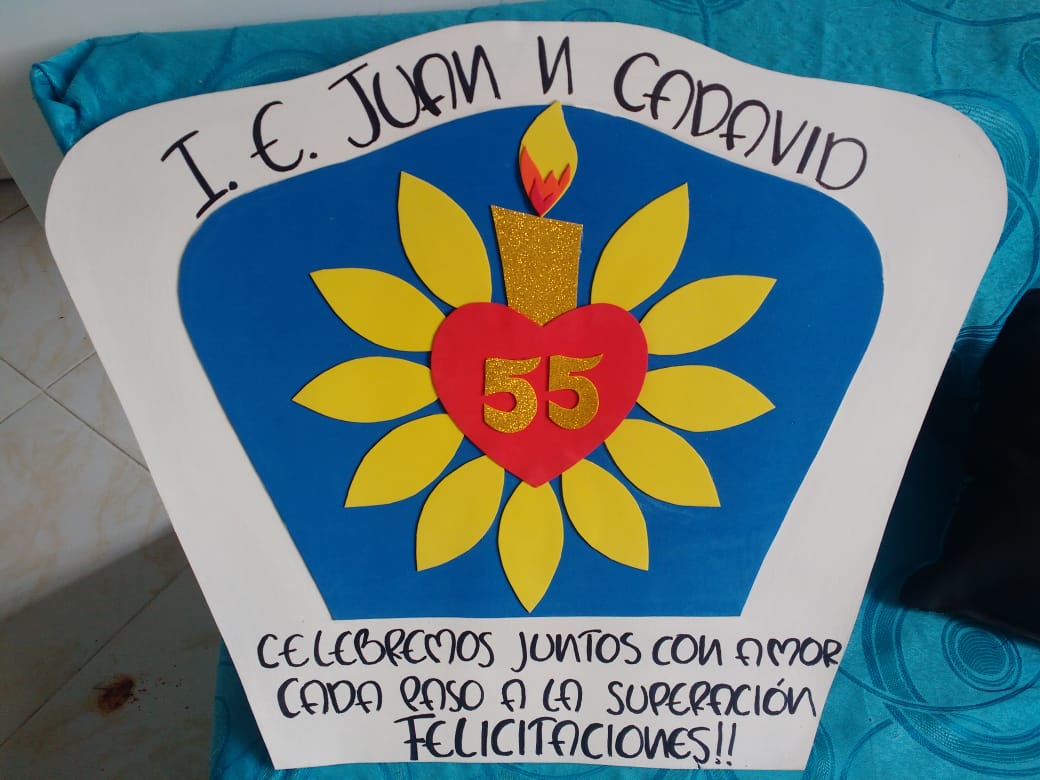 I. E. JUAN N CADAVID
55
CELEBREMOS JUNTOS CON AMOR
CADA PASO A LA SUPERACIÓN
FELICITACIONES!!